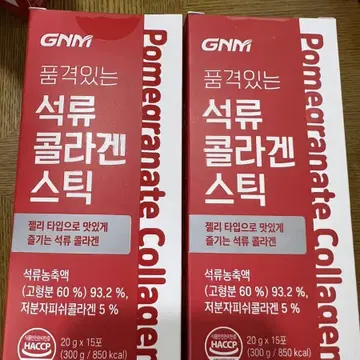 GNM
품격있는
석류
콜라겐
스틱
젤리 타입으로 맛있게
즐기는 석류 콜라겐
석류농축액
(고형분 60 %) 93.2 %,
저분자피쉬콜라겐 5 %
HACCP
20 g x 15포
(300 g / 850 kcal)
Pomegranate Collagen
GNM
품격있는
석류
콜라겐
스틱
젤리 타입으로 맛있게
즐기는 석류 콜라겐
석류농축액
(고형분 60 %) 93.2 %,
저분자피쉬콜라겐 5 %
HACCP
20 g x 15포
(300 g / 850 kcal)
Pomegranate Collagen